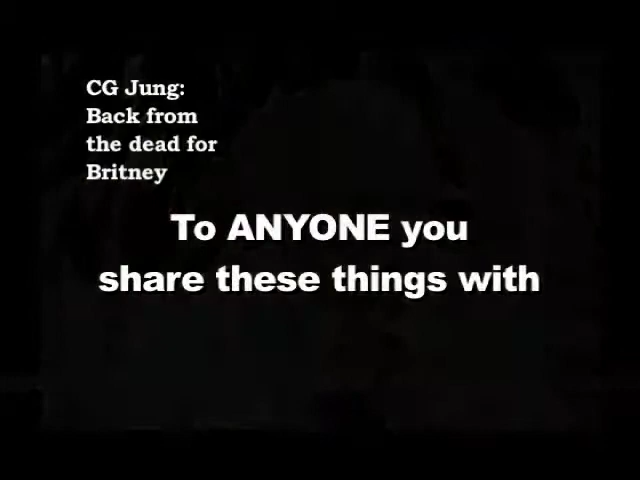 CG Jung:
Back from
the dead for
Britney
To ANYONE you
share these things with